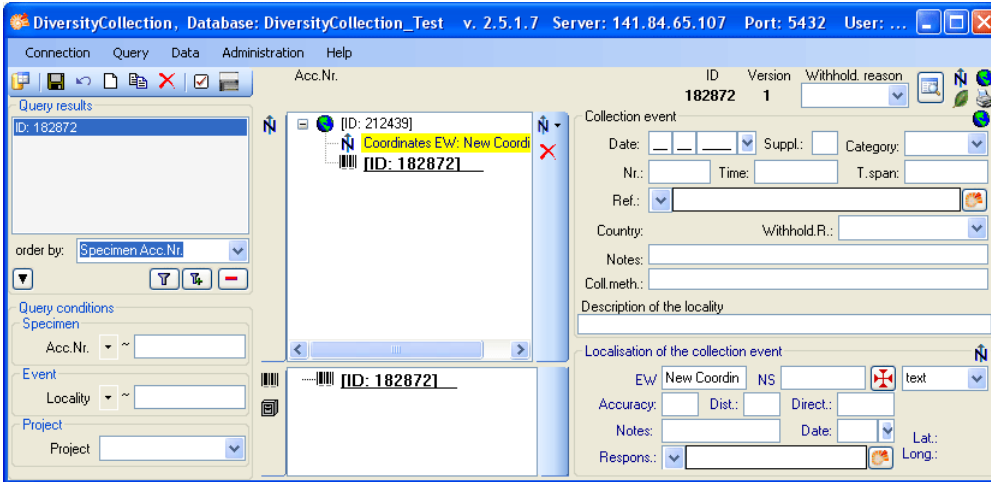 DiversityCollection, Database: DiversityCollection_Test v. 2.5.1.7 Server: 141.84.65.107 Port: 5432 User: ...
Connection Query Data Administration Help
Query results
ID: 182872
order by: Specimen Acc.Nr.
Query conditions
Specimen
Acc.Nr. ~
Event
Locality ~
Project
Project
Acc.Nr.
[ID: 212439]
Coordinates EW: New Coordi
[ID: 182872]
[ID: 182872]
ID Version Withhold. reason
182872 1
Collection event
Date: __ __ ____ Suppl.: Category:
Nr.: Time: T.span:
Ref.:
Country: Withhold.R.:
Notes:
Coll.meth.:
Description of the locality
Localisation of the collection event
EW New Coordin NS text
Accuracy: Dist.: Direct.:
Notes: Date: Lat.:
Respons.: Long.: